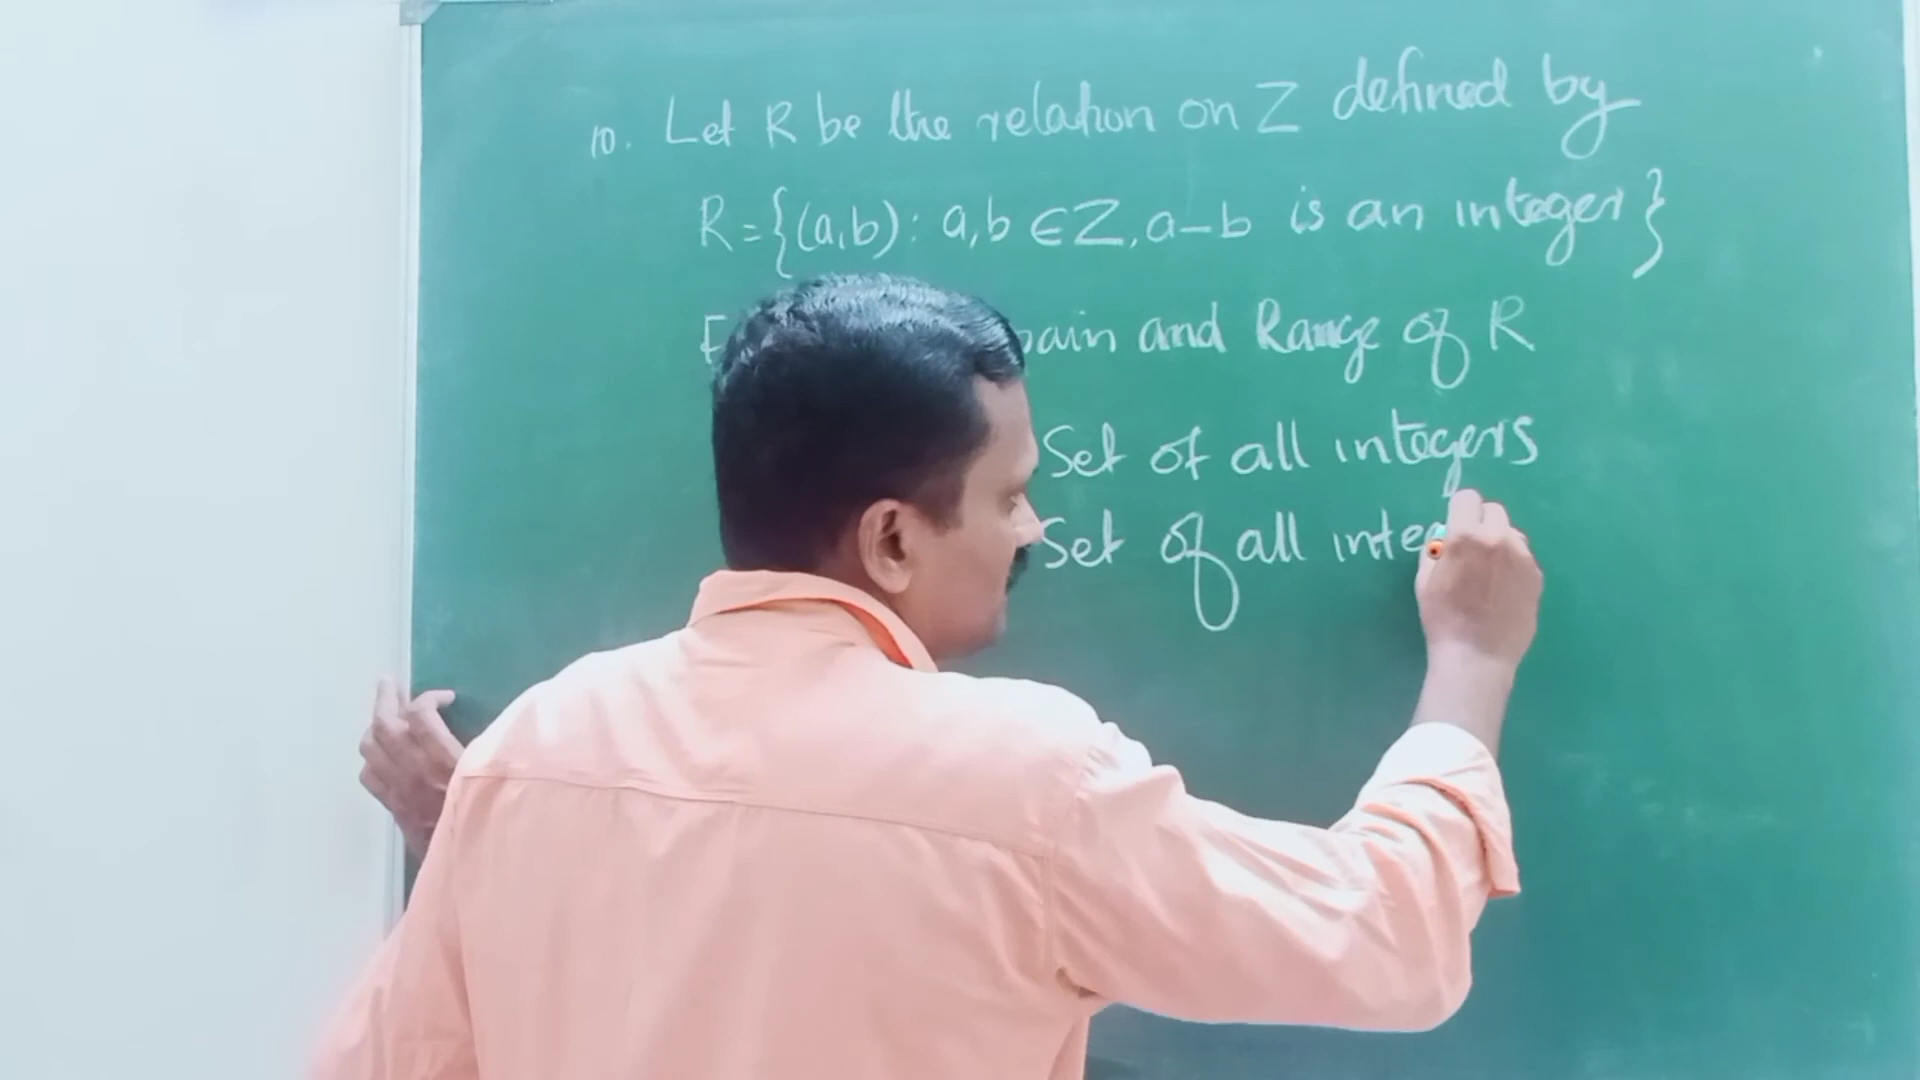 10. Let R be the relation on Z defined by
R={(a,b): a,b ∈ Z, a-b is an integer}
and Range of R
Set of all integers
Set of all inte